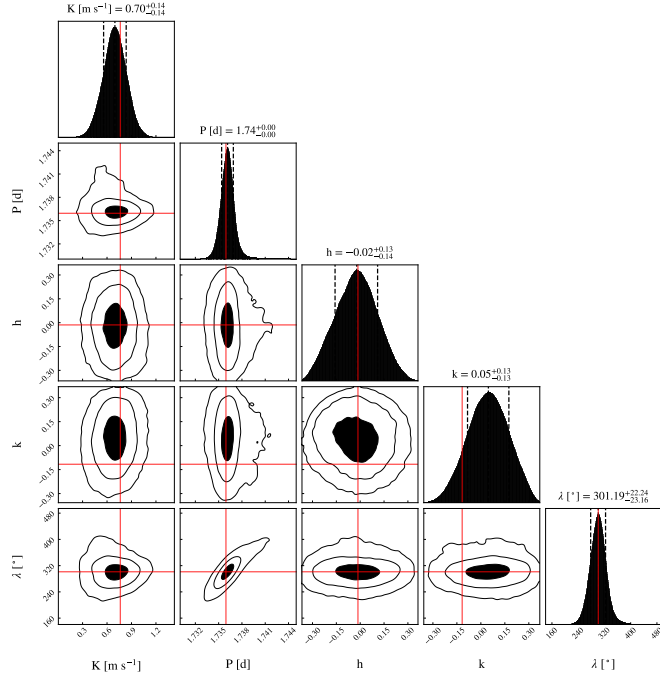 K [m s⁻¹] = 0.70+0.14−0.14
P [d] = 1.74+0.00−0.00
1.744
1.741
1.738
1.735
1.732
P [d]
h = −0.02+0.13−0.14
0.30
0.15
0.00
−0.15
−0.30
h
k = 0.05+0.13−0.13
0.30
0.15
0.00
−0.15
−0.30
k
λ [°] = 301.19+22.24−23.16
480
400
320
240
160
λ [°]
0.3 0.6 0.9 1.2
1.732 1.735 1.738 1.741 1.744
−0.30 −0.15 0.00 0.15 0.30
−0.30 −0.15 0.00 0.15 0.30
160 240 320 400 480
K [m s⁻¹] P [d] h k λ [°]